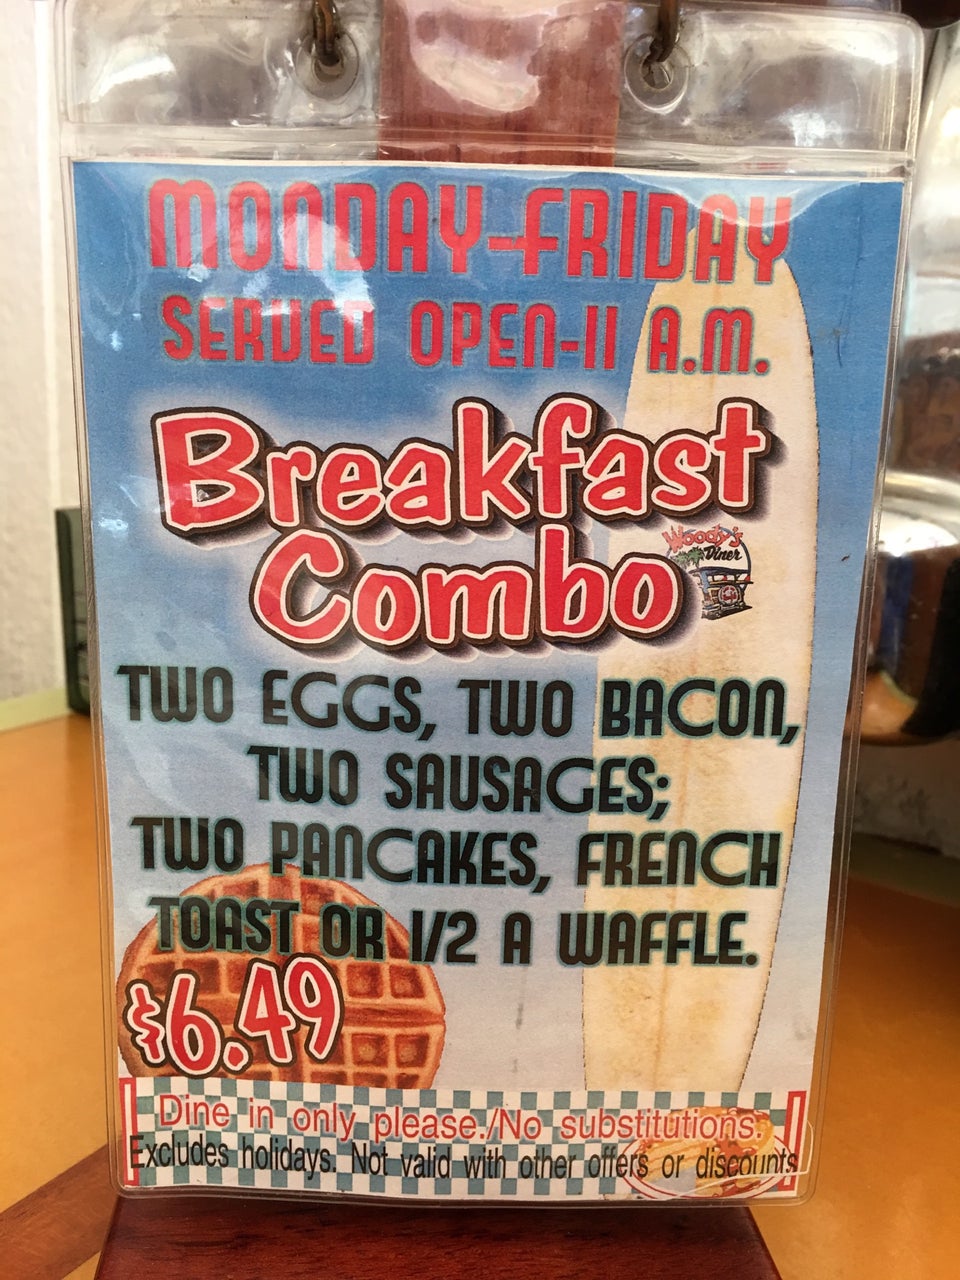 MONDAY-FRIDAY
SERVED OPEN-11 A.M.
Breakfast
Combo
Woody's
Diner
TWO EGGS, TWO BACON,
TWO SAUSAGES;
TWO PANCAKES, FRENCH
TOAST OR 1/2 A WAFFLE.
$6.49
Dine in only please./No substitutions.
Excludes holidays. Not valid with other offers or discounts